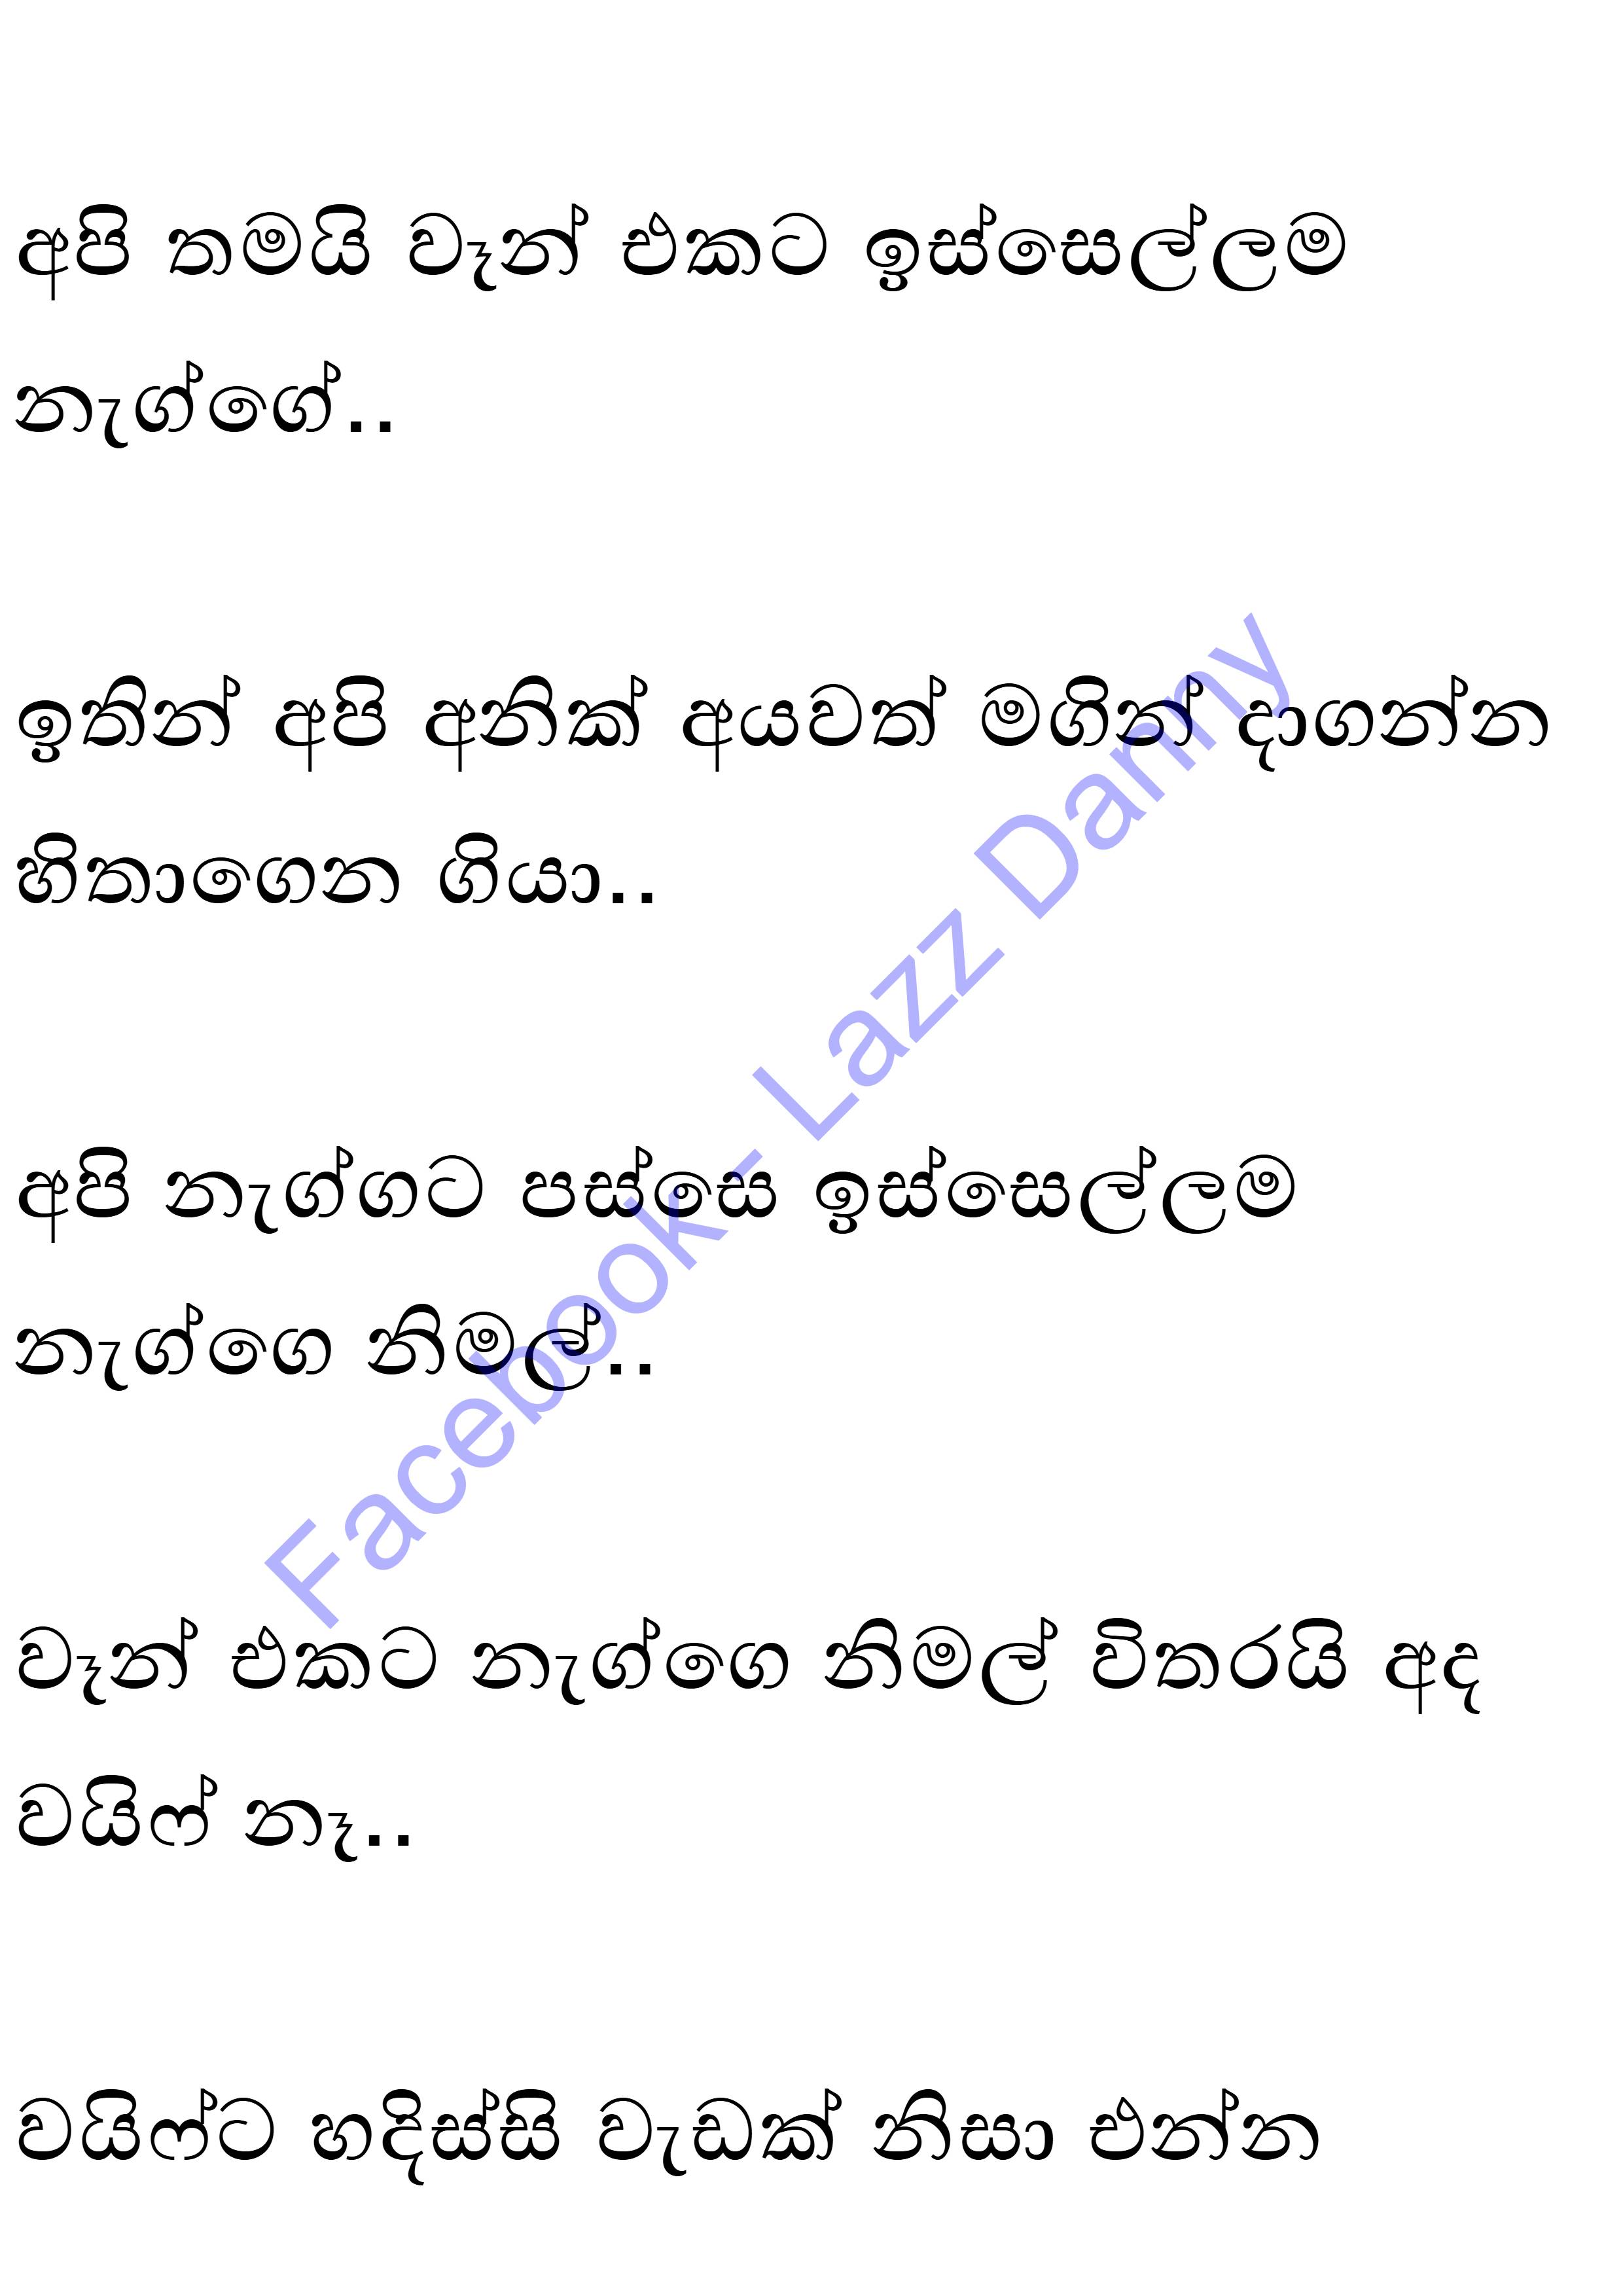 අපි තමයි වෑන් එකට ඉස්සෙල්ලම
නැග්ගේ..
ඉතින් අපි අනික් අයවත් මගින් දාගන්න
හිතාගෙන ගියා..
අපි නැග්ගට පස්සෙ ඉස්සෙල්ලම
නැග්ගෙ නිමල්..
වෑන් එකට නැග්ගෙ නිමල් විතරයි අද
වයිෆ් නෑ..
වයිෆ්ට හදිස්සි වැඩක් නිසා එන්න
Facebook- Lazz Danny